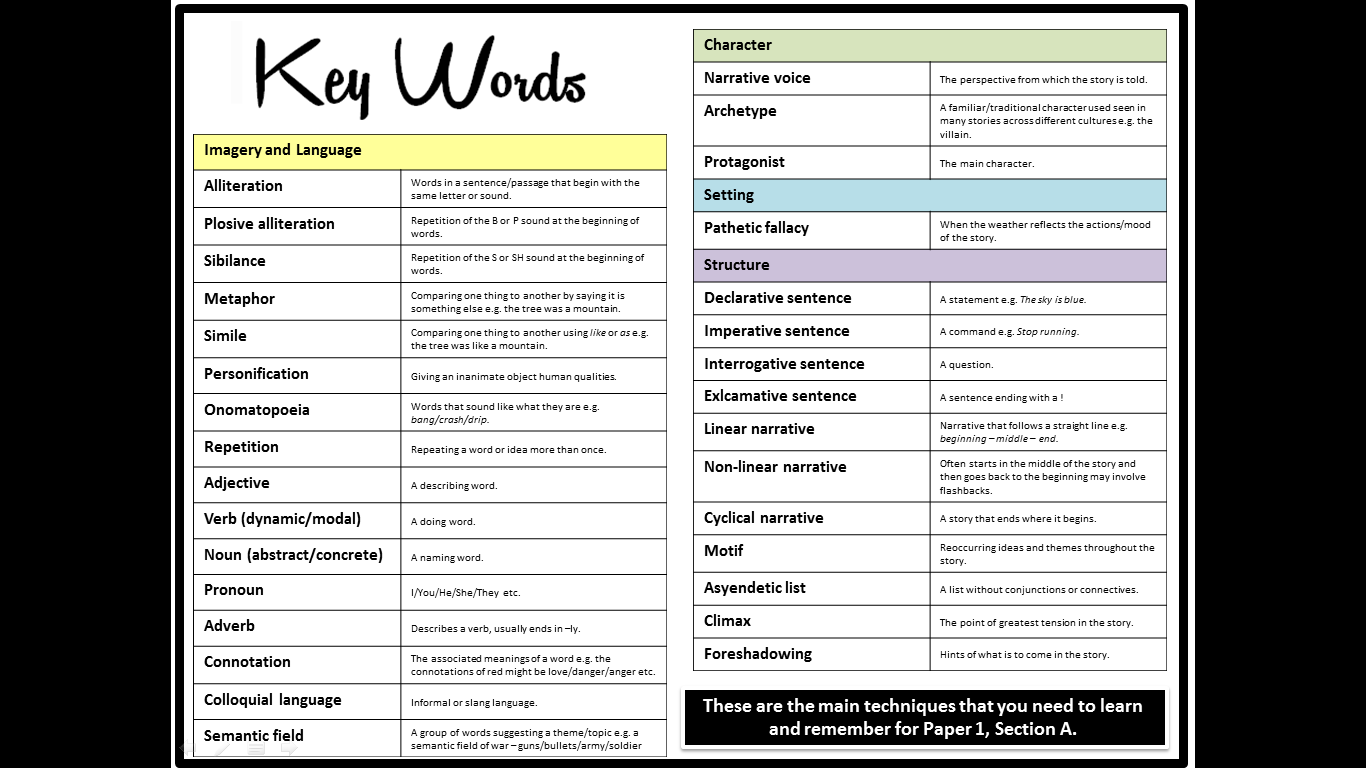 Key Words
Imagery and Language
Alliteration
Words in a sentence/passage that begin with the
same letter or sound.
Plosive alliteration
Repetition of the B or P sound at the beginning of
words.
Sibilance
Repetition of the S or SH sound at the beginning of
words.
Metaphor
Comparing one thing to another by saying it is
something else e.g. the tree was a mountain.
Simile
Comparing one thing to another using like or as e.g.
the tree was like a mountain.
Personification
Giving an inanimate object human qualities.
Onomatopoeia
Words that sound like what they are e.g.
bang/crash/drip.
Repetition
Repeating a word or idea more than once.
Adjective
A describing word.
Verb (dynamic/modal)
A doing word.
Noun (abstract/concrete)
A naming word.
Pronoun
I/You/He/She/They etc.
Adverb
Describes a verb, usually ends in –ly.
Connotation
The associated meanings of a word e.g. the
connotations of red might be love/danger/anger etc.
Colloquial language
Informal or slang language.
Semantic field
A group of words suggesting a theme/topic e.g. a
semantic field of war – guns/bullets/army/soldier
Character
Narrative voice
The perspective from which the story is told.
Archetype
A familiar/traditional character used seen in
many stories across different cultures e.g. the
villain.
Protagonist
The main character.
Setting
Pathetic fallacy
When the weather reflects the actions/mood
of the story.
Structure
Declarative sentence
A statement e.g. The sky is blue.
Imperative sentence
A command e.g. Stop running.
Interrogative sentence
A question.
Exlcamative sentence
A sentence ending with a !
Linear narrative
Narrative that follows a straight line e.g.
beginning – middle – end.
Non-linear narrative
Often starts in the middle of the story and
then goes back to the beginning may involve
flashbacks.
Cyclical narrative
A story that ends where it begins.
Motif
Reoccurring ideas and themes throughout the
story.
Asyendetic list
A list without conjunctions or connectives.
Climax
The point of greatest tension in the story.
Foreshadowing
Hints of what is to come in the story.
These are the main techniques that you need to learn
and remember for Paper 1, Section A.